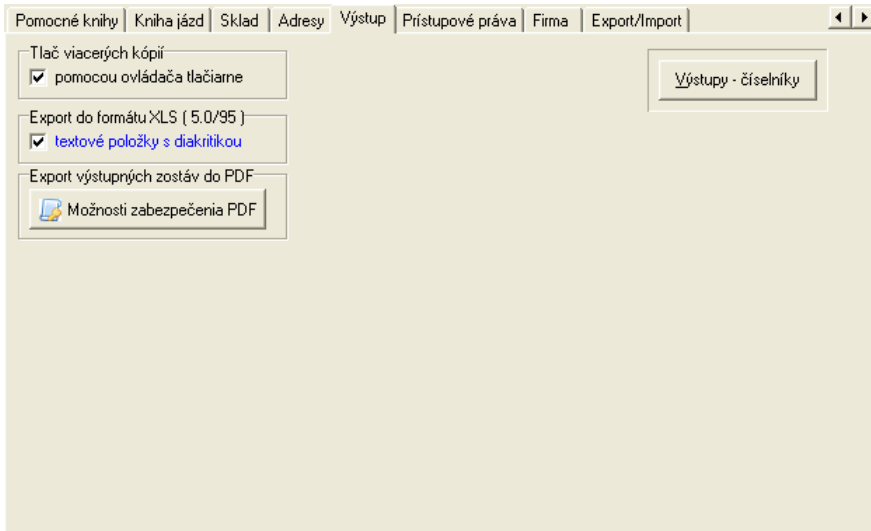 Pomocné knihy Kniha jázd Sklad Adresy Výstup Prístupové práva Firma Export/Import
Tlač viacerých kópií
pomocou ovládača tlačiarne
Výstupy - číselníky
Export do formátu XLS ( 5.0/95 )
textové položky s diakritikou
Export výstupných zostáv do PDF
Možnosti zabezpečenia PDF